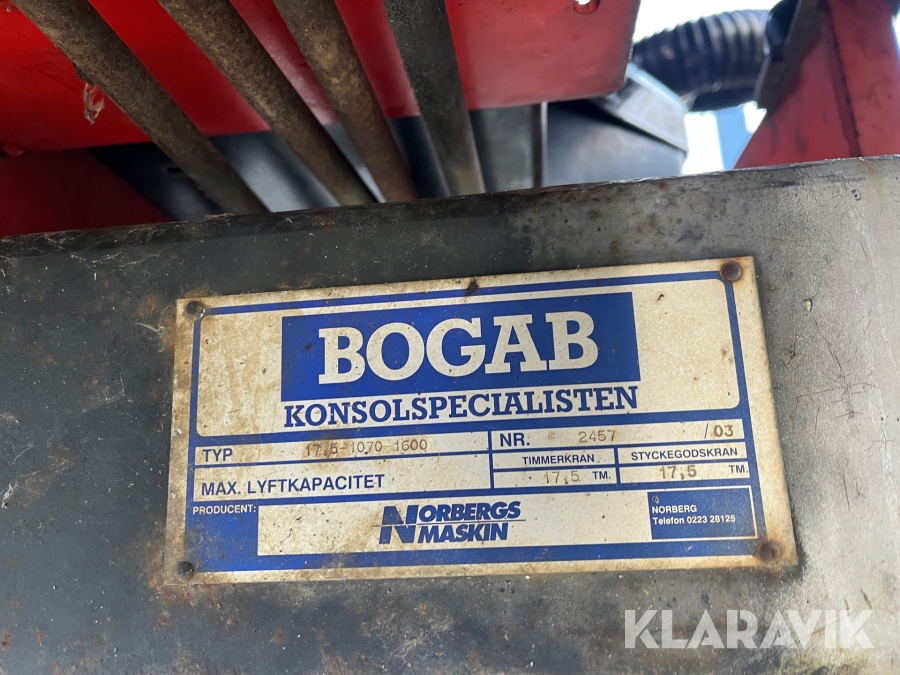 BOGAB
KONSOLSPECIALISTEN
TYP 17,5-1070-1600 NR. 2457 /03
MAX. LYFTKAPACITET TIMMERKRAN 17,5 TM. STYCKEGODSKRAN 17,5 TM.
PRODUCENT: NORBERGS MASKIN
NORBERG
Telefon 0223 28125
KLARAVIK